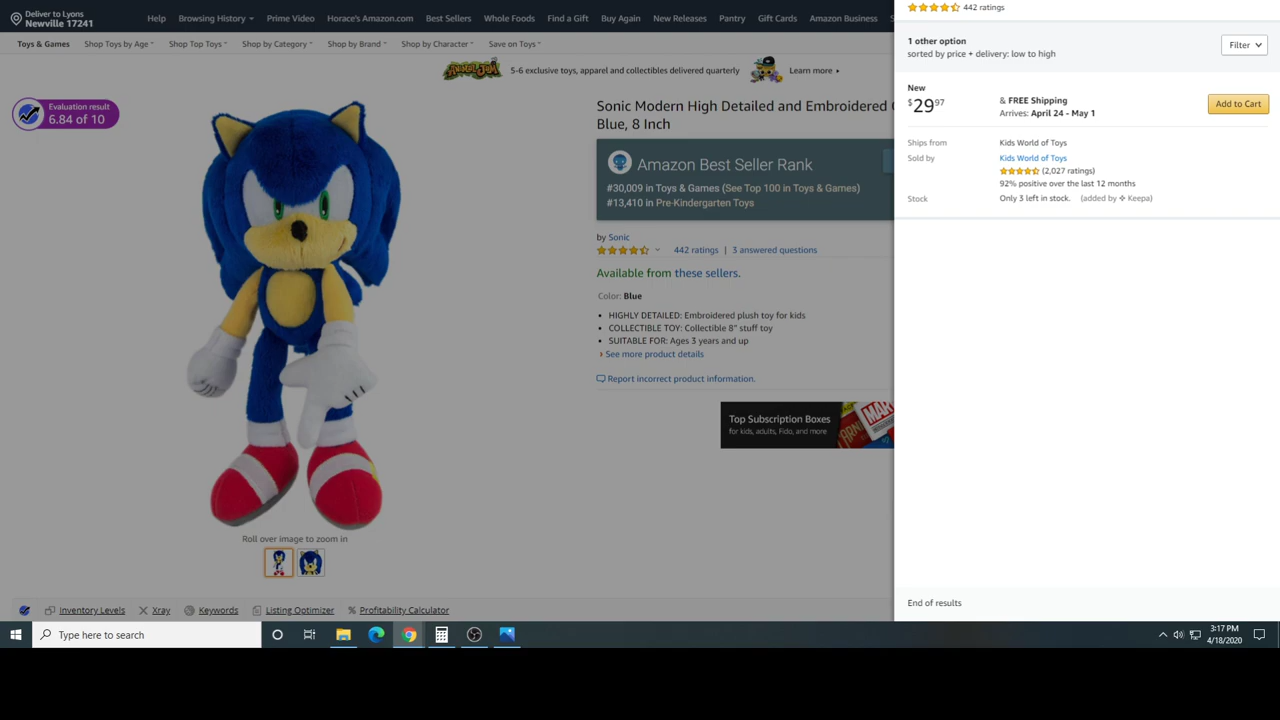 Deliver to Lyons
Newville 17241
Help Browsing History Prime Video Horace's Amazon.com Best Sellers Whole Foods Find a Gift Buy Again New Releases Pantry Gift Cards Amazon Business
Toys & Games Shop Toys by Age Shop Top Toys Shop by Category Shop by Brand Shop by Character Save on Toys
ANIMAL JAM 5-6 exclusive toys, apparel and collectibles delivered quarterly Learn more
Evaluation result
6.84 of 10
Sonic Modern High Detailed and Embroidered
Blue, 8 Inch
Amazon Best Seller Rank
#30,009 in Toys & Games (See Top 100 in Toys & Games)
#13,410 in Pre-Kindergarten Toys
by Sonic
442 ratings | 3 answered questions
Available from these sellers.
Color: Blue
• HIGHLY DETAILED: Embroidered plush toy for kids
• COLLECTIBLE TOY: Collectible 8" stuff toy
• SUITABLE FOR: Ages 3 years and up
› See more product details
Report incorrect product information.
Top Subscription Boxes
for kids, adults, Fido, and more
Roll over image to zoom in
Inventory Levels Xray Keywords Listing Optimizer % Profitability Calculator
442 ratings
1 other option
sorted by price + delivery: low to high
Filter
New
$29.97
& FREE Shipping
Arrives: April 24 - May 1
Add to Cart
Ships from Kids World of Toys
Sold by Kids World of Toys
(2,027 ratings)
92% positive over the last 12 months
Stock Only 3 left in stock. (added by Keepa)
End of results
Type here to search
3:17 PM
4/18/2020